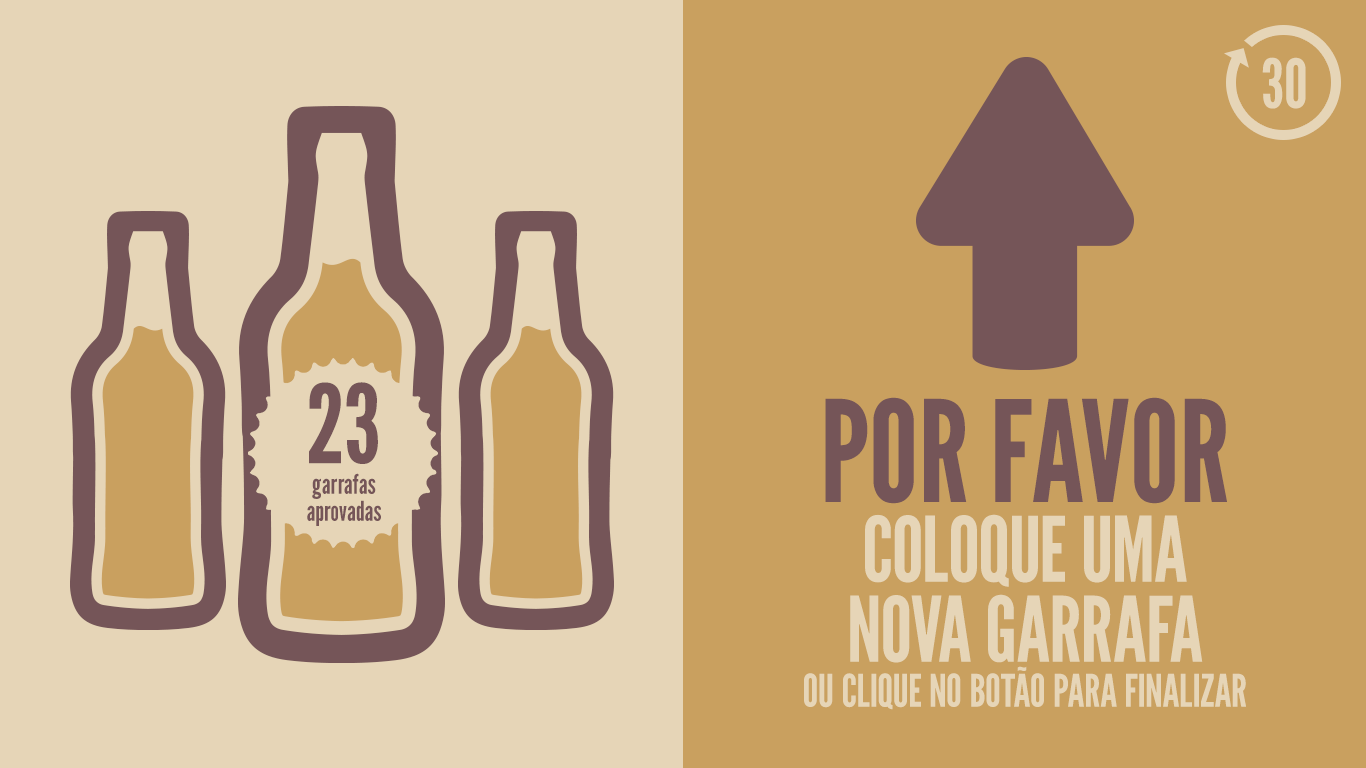 23
garrafas
aprovadas
30
POR FAVOR
COLOQUE UMA
NOVA GARRAFA
OU CLIQUE NO BOTÃO PARA FINALIZAR